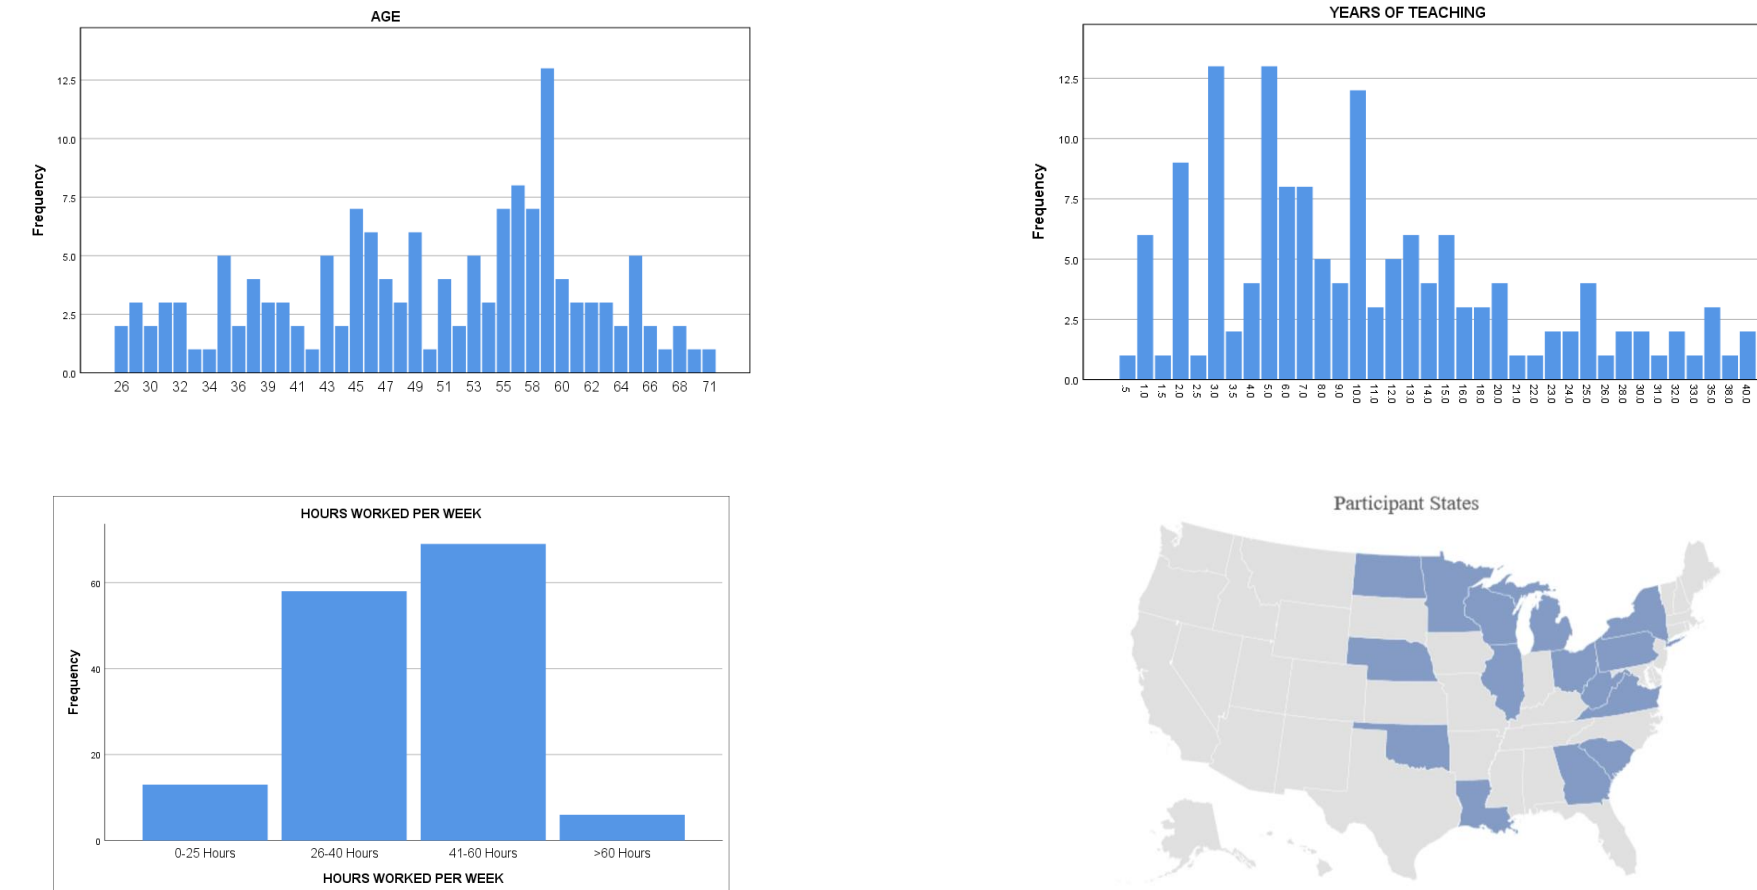 AGE
12.5
10.0
7.5
5.0
2.5
0.0
Frequency
26 30 32 34 36 39 41 43 45 47 49 51 53 55 58 60 62 64 66 68 71
YEARS OF TEACHING
12.5
10.0
7.5
5.0
2.5
0.0
Frequency
.5 1.0 1.5 2.0 2.5 3.0 3.5 4.0 5.0 6.0 7.0 8.0 9.0 10.0 11.0 12.0 13.0 14.0 15.0 16.0 18.0 20.0 21.0 22.0 23.0 24.0 25.0 26.0 28.0 30.0 31.0 32.0 33.0 35.0 38.0 40.0
HOURS WORKED PER WEEK
60
40
20
0
Frequency
0-25 Hours 26-40 Hours 41-60 Hours >60 Hours
HOURS WORKED PER WEEK
Participant States